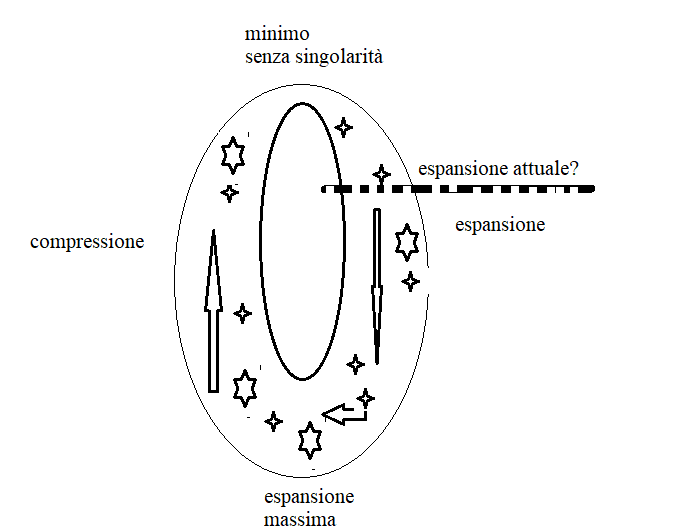 minimo
senza singolarità
espansione attuale?
espansione
compressione
espansione
massima